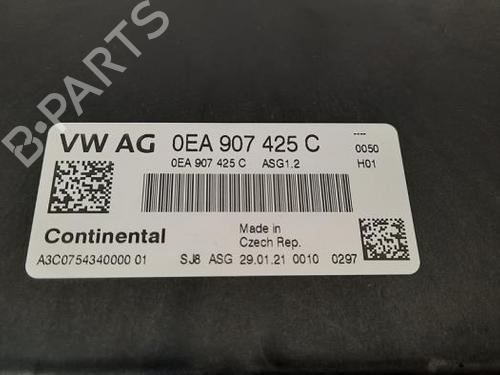 B-PARTS
VW AG 0EA 907 425 C ----
0050
0EA 907 425 C ASG1.2 H01
Continental Made in
Czech Rep.
A3C0754340000 01 SJ8 ASG 29.01.21 0010 0297